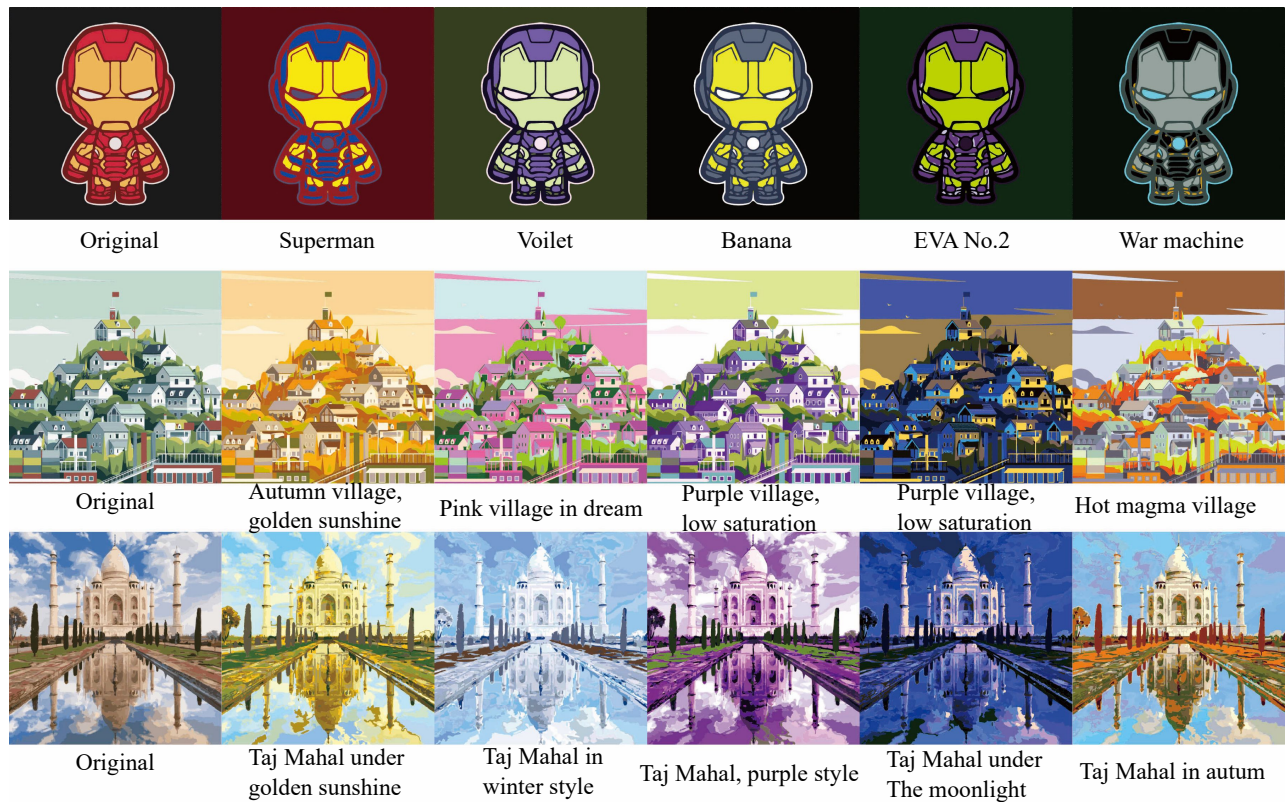 Original
Superman
Voilet
Banana
EVA No.2
War machine
Original
Autumn village,
golden sunshine
Pink village in dream
Purple village,
low saturation
Purple village,
low saturation
Hot magma village
Original
Taj Mahal under
golden sunshine
Taj Mahal in
winter style
Taj Mahal, purple style
Taj Mahal under
The moonlight
Taj Mahal in autum